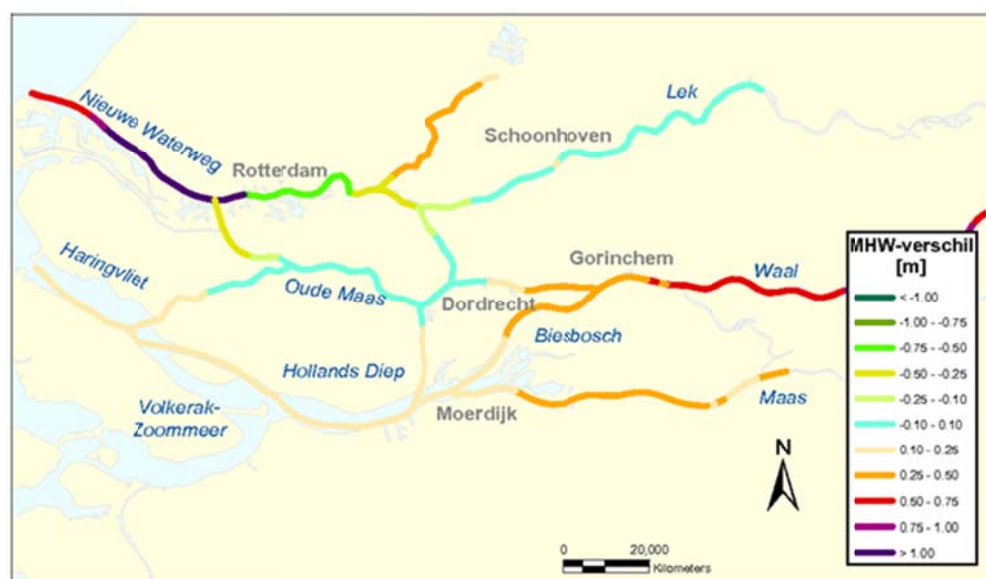 Nieuwe Waterweg
Lek
Schoonhoven
Rotterdam
Haringvliet
Gorinchem
Waal
Oude Maas
Dordrecht
Biesbosch
Hollands Diep
Volkerak-
Zoommeer
Moerdijk
Maas
MHW-verschil
[m]
< -1.00
-1.00 - -0.75
-0.75 - -0.50
-0.50 - -0.25
-0.25 - -0.10
-0.10 - 0.10
0.10 - 0.25
0.25 - 0.50
0.50 - 0.75
0.75 - 1.00
> 1.00
N
0 20,000
Kilometers